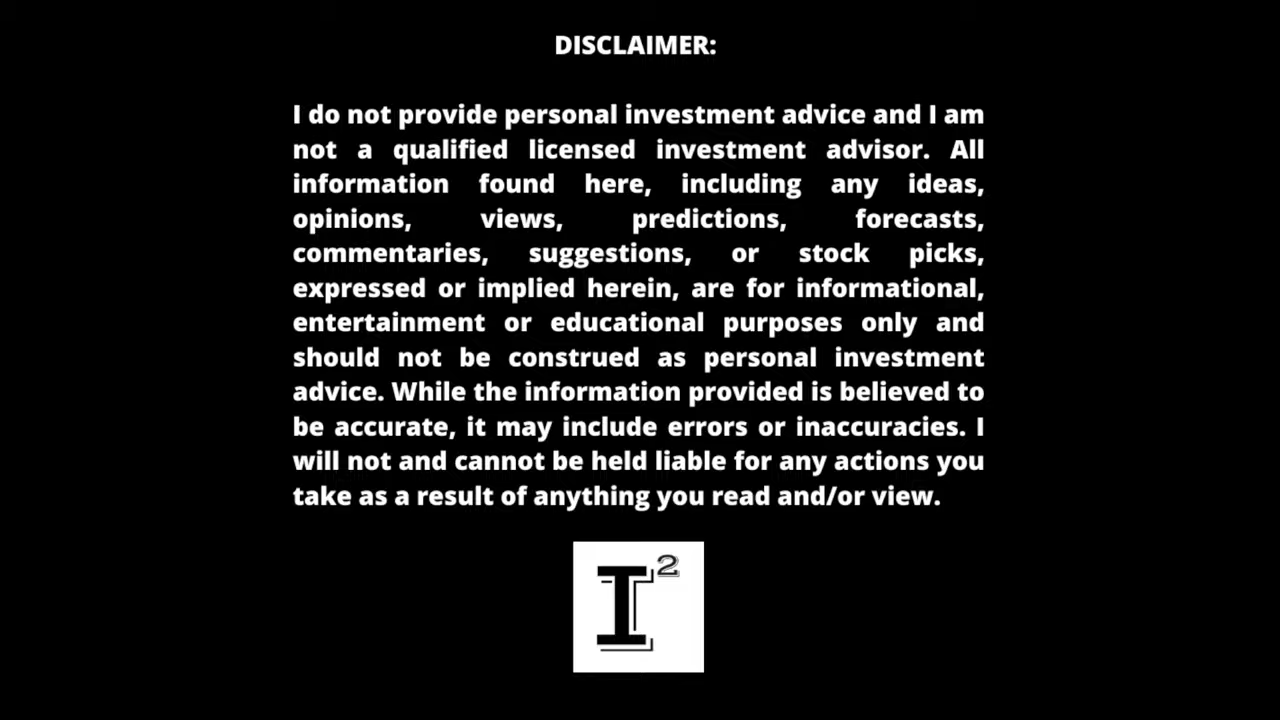 DISCLAIMER:
I do not provide personal investment advice and I am
not a qualified licensed investment advisor. All
information found here, including any ideas,
opinions, views, predictions, forecasts,
commentaries, suggestions, or stock picks,
expressed or implied herein, are for informational,
entertainment or educational purposes only and
should not be construed as personal investment
advice. While the information provided is believed to
be accurate, it may include errors or inaccuracies. I
will not and cannot be held liable for any actions you
take as a result of anything you read and/or view.
I²